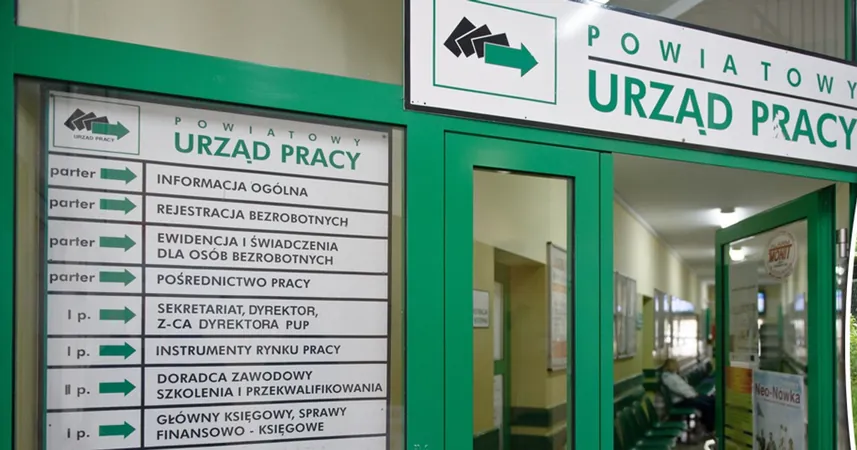 POWIATOWY
URZĄD PRACY
URZĄD PRACY
POWIATOWY
URZĄD PRACY
parter INFORMACJA OGÓLNA
parter REJESTRACJA BEZROBOTNYCH
parter EWIDENCJA I ŚWIADCZENIA
DLA OSÓB BEZROBOTNYCH
parter POŚREDNICTWO PRACY
I p. SEKRETARIAT, DYREKTOR,
Z-CA DYREKTORA PUP
I p. INSTRUMENTY RYNKU PRACY
II p. DORADCA ZAWODOWY
SZKOLENIA I PRZEKWALIFIKOWANIA
I p. GŁÓWNY KSIĘGOWY, SPRAWY
FINANSOWO - KSIĘGOWE
Neo-Nówka